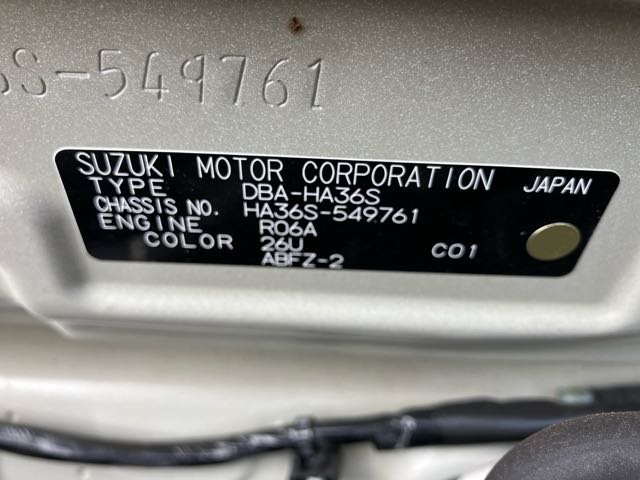 S-549761
SUZUKI MOTOR CORPORATION JAPAN
TYPE DBA-HA36S
CHASSIS NO. HA36S-549761
ENGINE R06A
COLOR 26U
ABFZ-2 C01